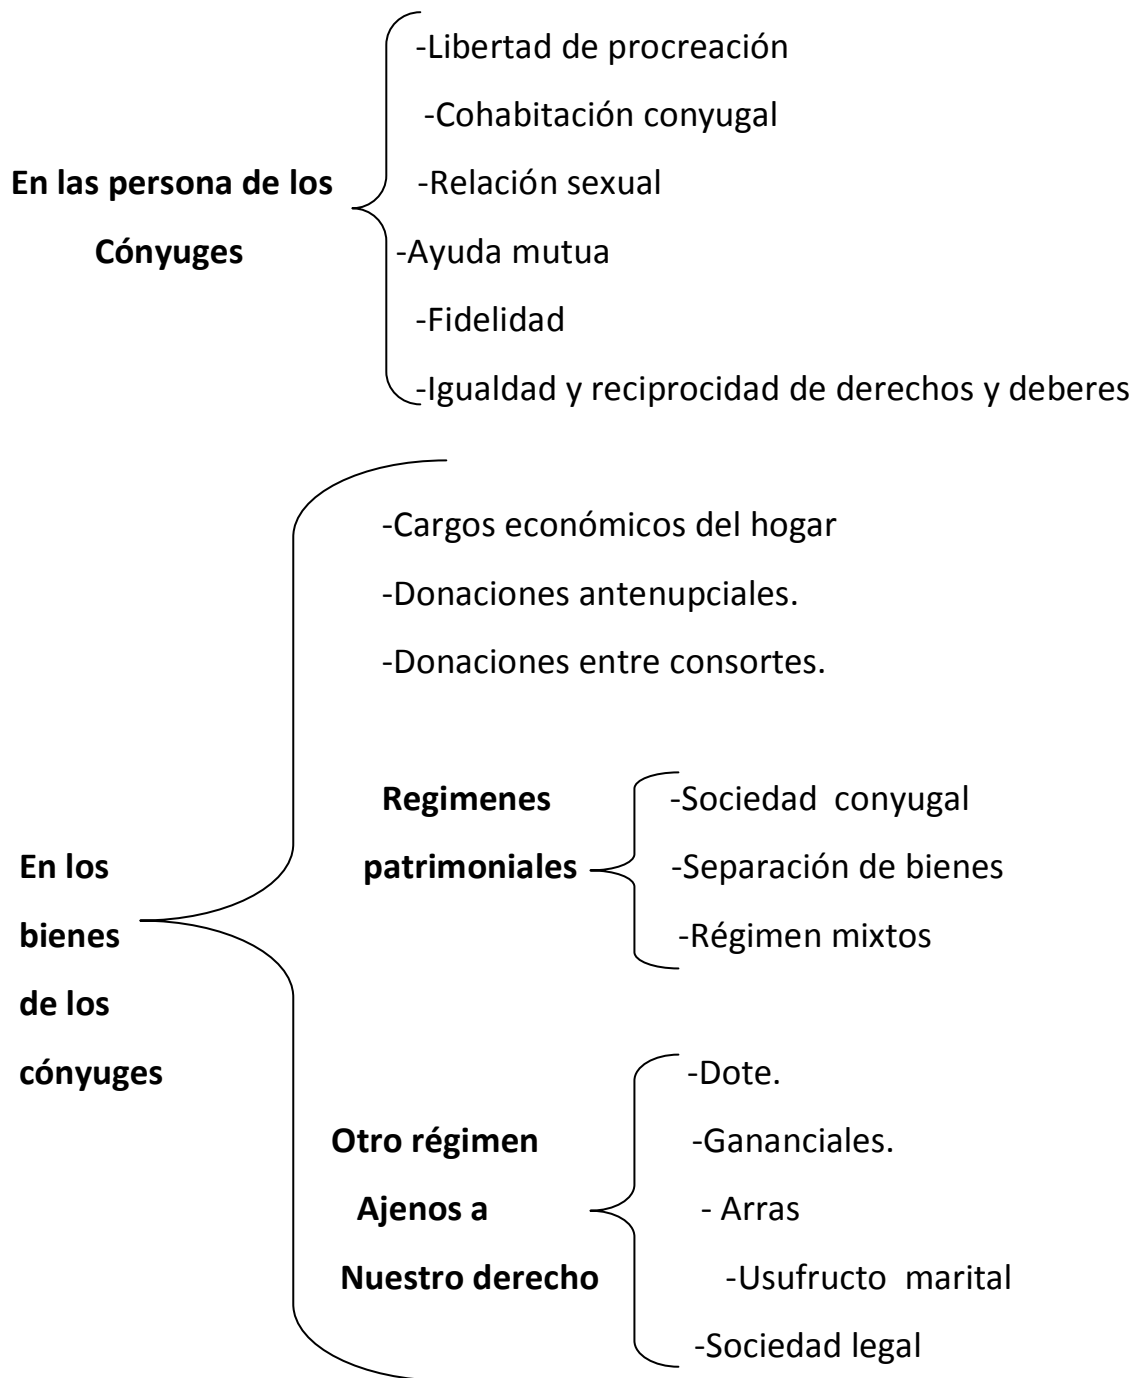 -Libertad de procreación
-Cohabitación conyugal
En las persona de los
-Relación sexual
Cónyuges
-Ayuda mutua
-Fidelidad
-Igualdad y reciprocidad de derechos y deberes
-Cargos económicos del hogar
-Donaciones antenupciales.
-Donaciones entre consortes.
Regimenes
-Sociedad  conyugal
En los
patrimoniales
-Separación de bienes
bienes
-Régimen mixtos
de los
cónyuges
-Dote.
Otro régimen
-Gananciales.
Ajenos a
- Arras
Nuestro derecho
-Usufructo  marital
-Sociedad legal